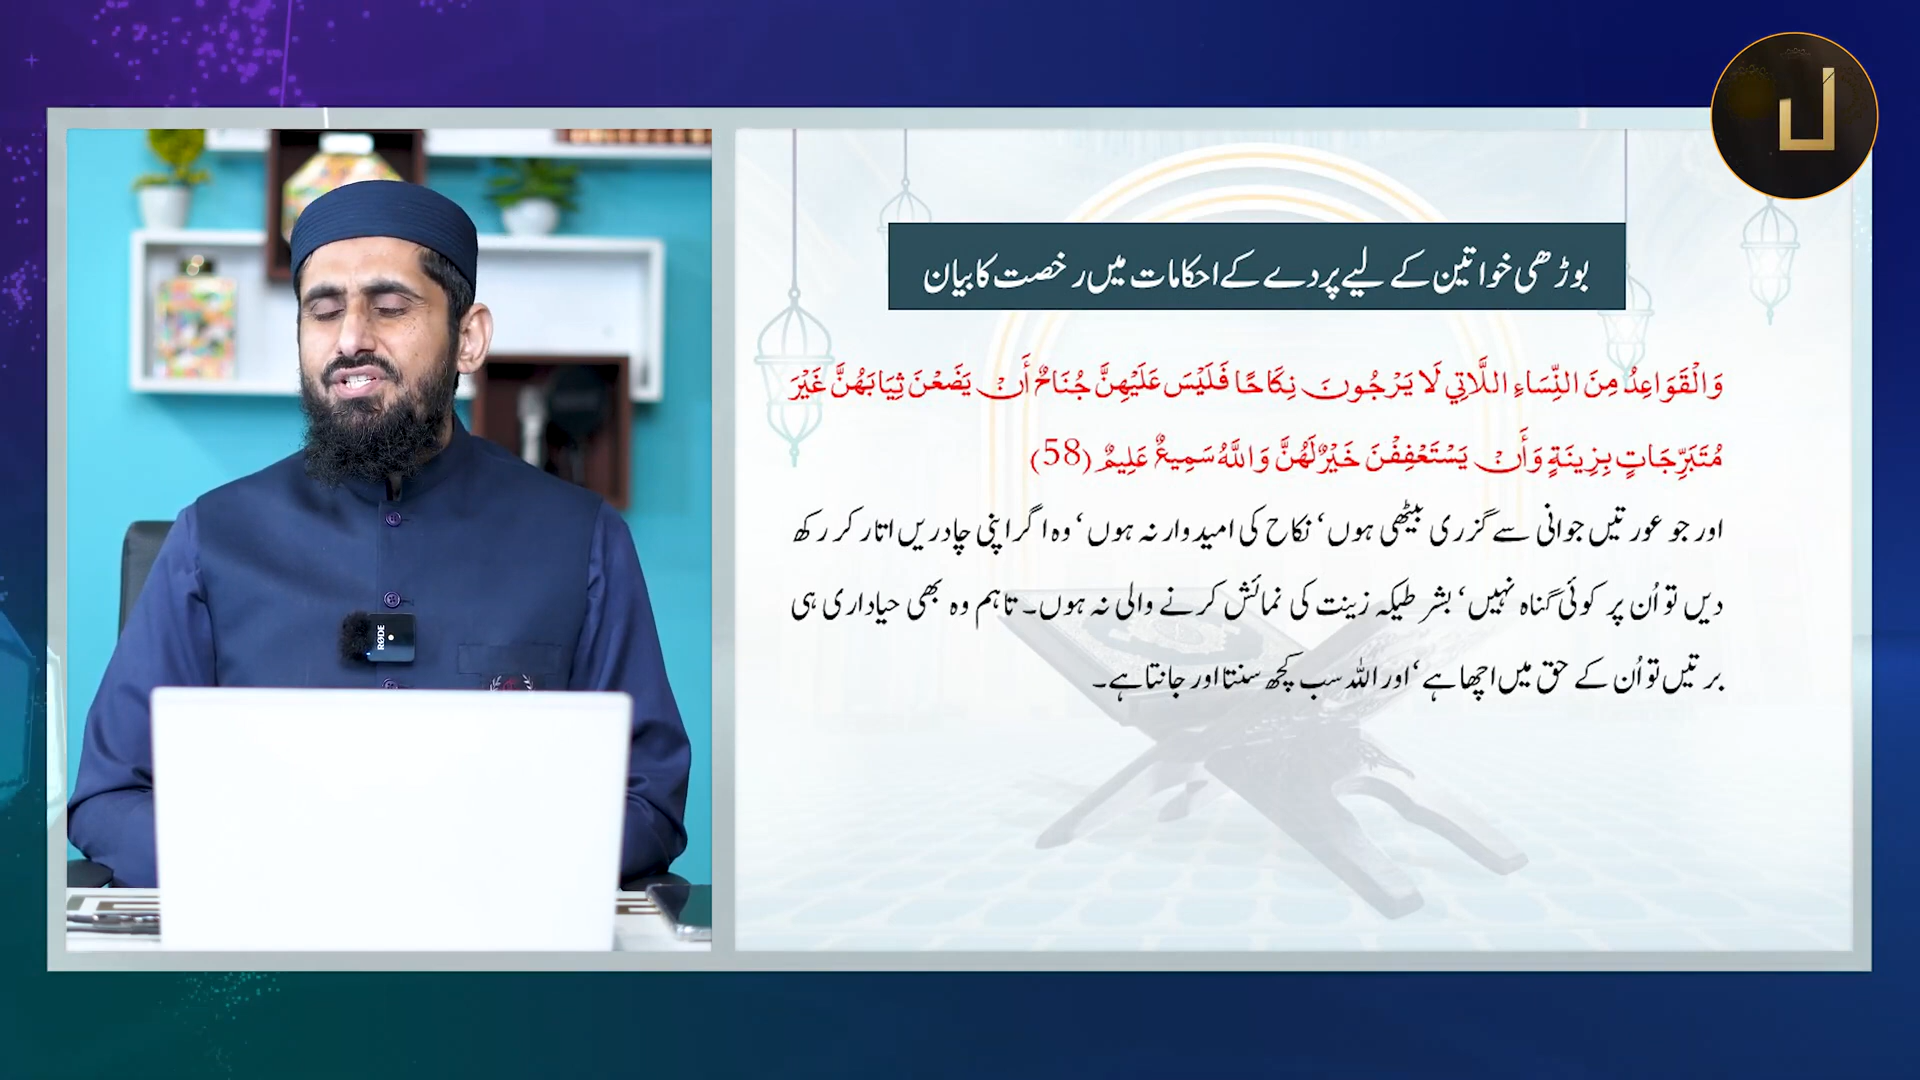 بوڑھی خواتین کے لیے پردے کے احکامات میں رخصت کا بیان
وَالْقَوَاعِدُ مِنَ النِّسَاءِ اللَّاتِي لَا يَرْجُونَ نِكَاحًا فَلَيْسَ عَلَيْهِنَّ جُنَاحٌ أَنْ يَضَعْنَ ثِيَابَهُنَّ غَيْرَ
مُتَبَرِّجَاتٍ بِزِينَةٍ وَأَنْ يَسْتَعْفِفْنَ خَيْرٌ لَهُنَّ وَاللَّهُ سَمِيعٌ عَلِيمٌ (58)
اور جو عورتیں جوانی سے گزری بیٹھی ہوں‘ نکاح کی امیدوار نہ ہوں‘ وہ اگر اپنی چادریں اتار کر رکھ
دیں تو اُن پر کوئی گناہ نہیں‘ بشرطیکہ زینت کی نمائش کرنے والی نہ ہوں۔ تاہم وہ بھی حیاداری ہی
برتیں تو اُن کے حق میں اچھا ہے‘ اور اللہ سب کچھ سنتا اور جانتا ہے۔
RØDE